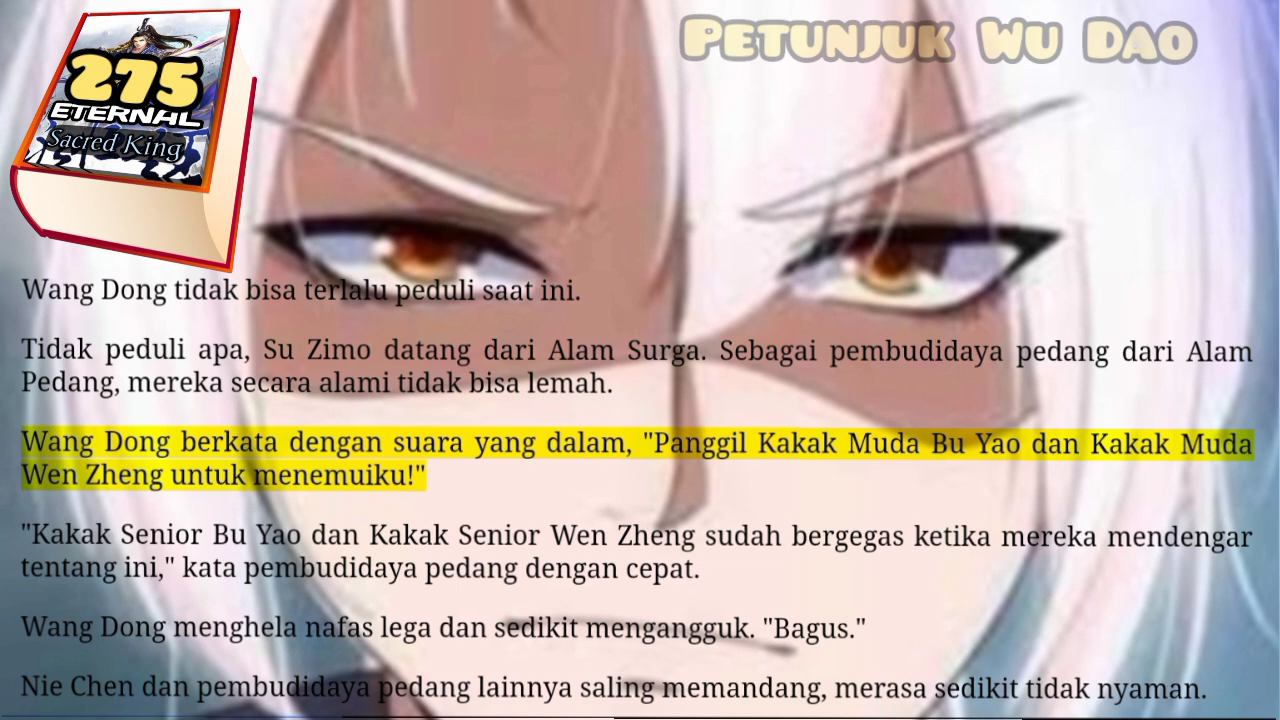 Petunjuk Wu Dao
275
ETERNAL
Sacred King
Wang Dong tidak bisa terlalu peduli saat ini.
Tidak peduli apa, Su Zimo datang dari Alam Surga. Sebagai pembudidaya pedang dari Alam
Pedang, mereka secara alami tidak bisa lemah.
Wang Dong berkata dengan suara yang dalam, "Panggil Kakak Muda Bu Yao dan Kakak Muda
Wen Zheng untuk menemuiku!"
"Kakak Senior Bu Yao dan Kakak Senior Wen Zheng sudah bergegas ketika mereka mendengar
tentang ini," kata pembudidaya pedang dengan cepat.
Wang Dong menghela nafas lega dan sedikit mengangguk. "Bagus."
Nie Chen dan pembudidaya pedang lainnya saling memandang, merasa sedikit tidak nyaman.